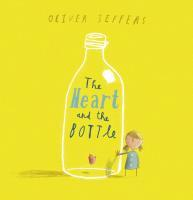 OLIVER JEFFERS
The
Heart
and the
BOTTLE